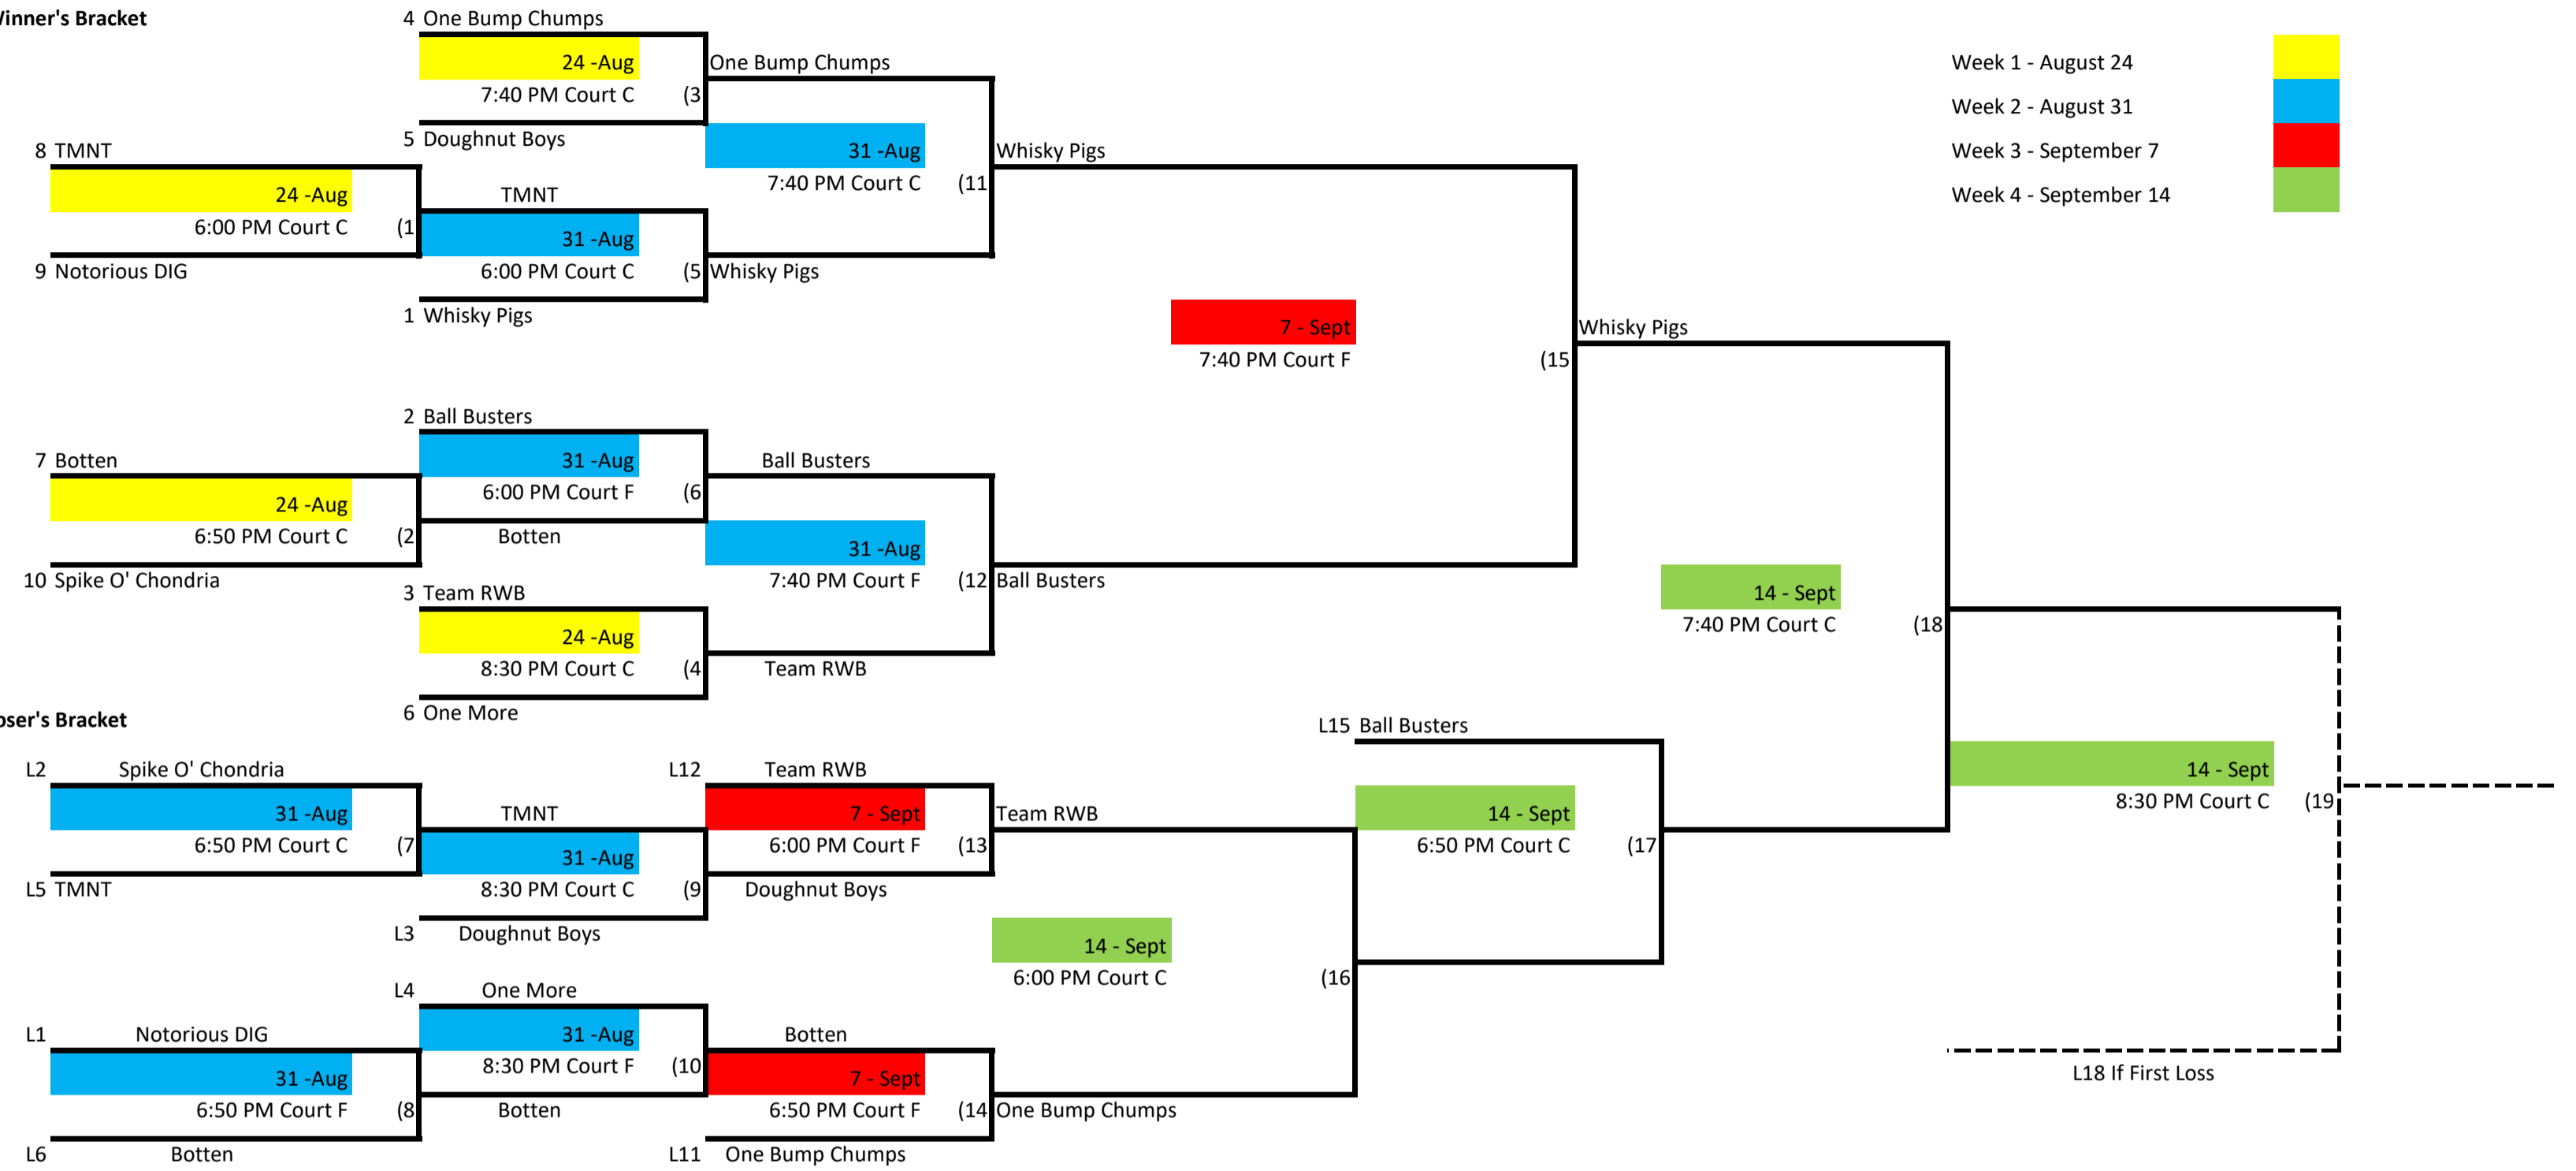 Winner's Bracket
4 One Bump Chumps
24 -Aug
One Bump Chumps
Week 1 - August 24
7:40 PM Court C (3
Week 2 - August 31
5 Doughnut Boys
8 TMNT
31 -Aug
Whisky Pigs
Week 3 - September 7
7:40 PM Court C (11
24 -Aug
TMNT
Week 4 - September 14
6:00 PM Court C (1
31 -Aug
9 Notorious DIG
6:00 PM Court C (5
Whisky Pigs
1 Whisky Pigs
7 - Sept
Whisky Pigs
7:40 PM Court F (15
2 Ball Busters
7 Botten
31 -Aug
Ball Busters
6:00 PM Court F (6
24 -Aug
6:50 PM Court C (2
Botten
31 -Aug
10 Spike O' Chondria
7:40 PM Court F (12
Ball Busters
3 Team RWB
14 - Sept
7:40 PM Court C (18
24 -Aug
8:30 PM Court C (4
Team RWB
6 One More
oser's Bracket
L15 Ball Busters
L2 Spike O' Chondria
L12 Team RWB
14 - Sept
8:30 PM Court C (19
31 -Aug
TMNT
7 - Sept
Team RWB
14 - Sept
6:50 PM Court C (7
31 -Aug
6:00 PM Court F (13
6:50 PM Court C (17
L5 TMNT
8:30 PM Court C (9
Doughnut Boys
L3 Doughnut Boys
14 - Sept
6:00 PM Court C (16
L4 One More
L1 Notorious DIG
31 -Aug
Botten
8:30 PM Court F (10
31 -Aug
7 - Sept
L18 If First Loss
6:50 PM Court F (8
Botten
6:50 PM Court F (14
One Bump Chumps
L6 Botten
L11 One Bump Chumps